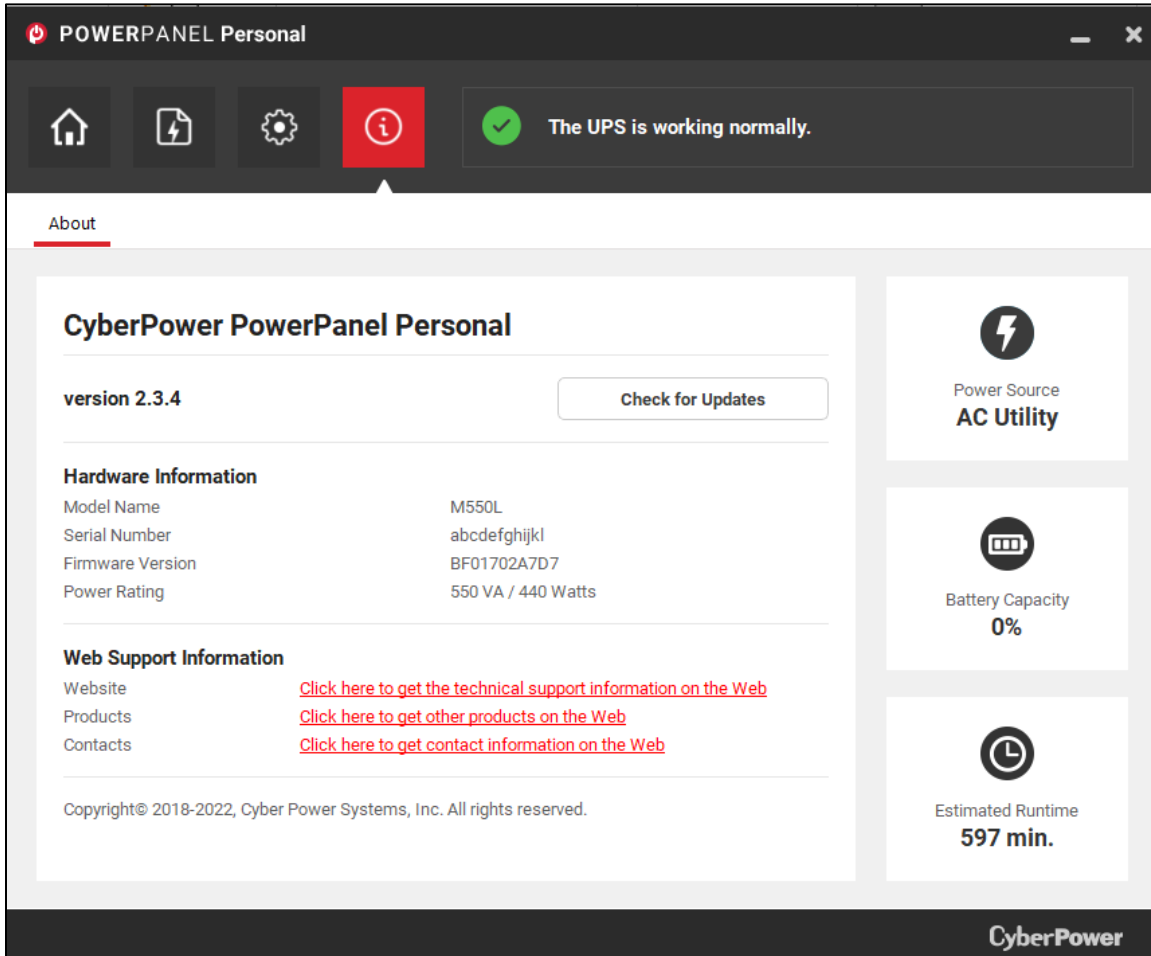 POWERPANEL Personal
The UPS is working normally.
About
CyberPower PowerPanel Personal
version 2.3.4
Check for Updates
Hardware Information
Model Name M550L
Serial Number abcdefghijkl
Firmware Version BF01702A7D7
Power Rating 550 VA / 440 Watts
Web Support Information
Website Click here to get the technical support information on the Web
Products Click here to get other products on the Web
Contacts Click here to get contact information on the Web
Copyright© 2018-2022, Cyber Power Systems, Inc. All rights reserved.
Power Source
AC Utility
Battery Capacity
0%
Estimated Runtime
597 min.
CyberPower